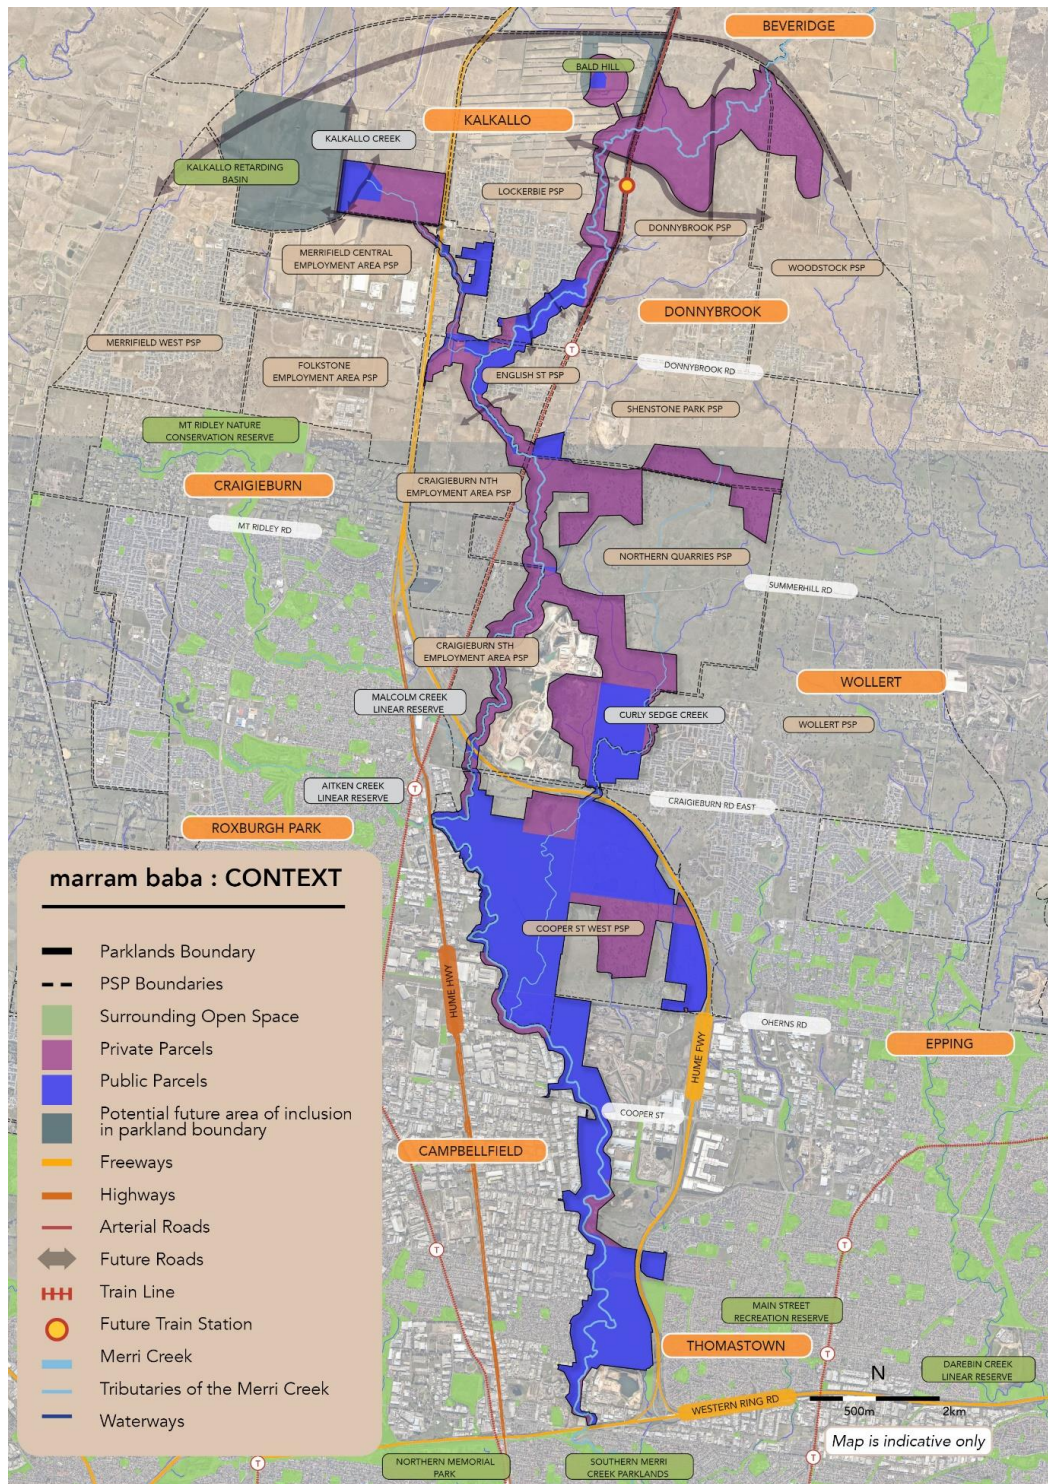 BEVERIDGE
BALD HILL
KALKALLO
KALKALLO CREEK
KALKALLO RETARDING
BASIN
LOCKERBIE PSP
DONNYBROOK PSP
MERRIFIELD CENTRAL
EMPLOYMENT AREA PSP
WOODSTOCK PSP
DONNYBROOK
MERRIFIELD WEST PSP
T
FOLKSTONE
EMPLOYMENT AREA PSP
ENGLISH ST PSP
DONNYBROOK RD
SHENSTONE PARK PSP
MT RIDLEY NATURE
CONSERVATION RESERVE
CRAIGIEBURN
CRAIGIEBURN NTH
EMPLOYMENT AREA PSP
MT RIDLEY RD
NORTHERN QUARRIES PSP
SUMMERHILL RD
CRAIGIEBURN STH
EMPLOYMENT AREA PSP
WOLLERT
MALCOLM CREEK
LINEAR RESERVE
CURLY SEDGE CREEK
WOLLERT PSP
AITKEN CREEK
LINEAR RESERVE
T
CRAIGIEBURN RD EAST
ROXBURGH PARK
COOPER ST WEST PSP
HUME HWY
HUME FWY
OHERNS RD
EPPING
COOPER ST
CAMPBELLFIELD
T
T
MAIN STREET
RECREATION RESERVE
THOMASTOWN
T
DAREBIN CREEK
LINEAR RESERVE
WESTERN RING RD
N
500m
2km
Map is indicative only
NORTHERN MEMORIAL
PARK
SOUTHERN MERRI
CREEK PARKLANDS
T
T
marram baba : CONTEXT
Parklands Boundary
PSP Boundaries
Surrounding Open Space
Private Parcels
Public Parcels
Potential future area of inclusion
in parkland boundary
Freeways
Highways
Arterial Roads
Future Roads
Train Line
Future Train Station
Merri Creek
Tributaries of the Merri Creek
Waterways